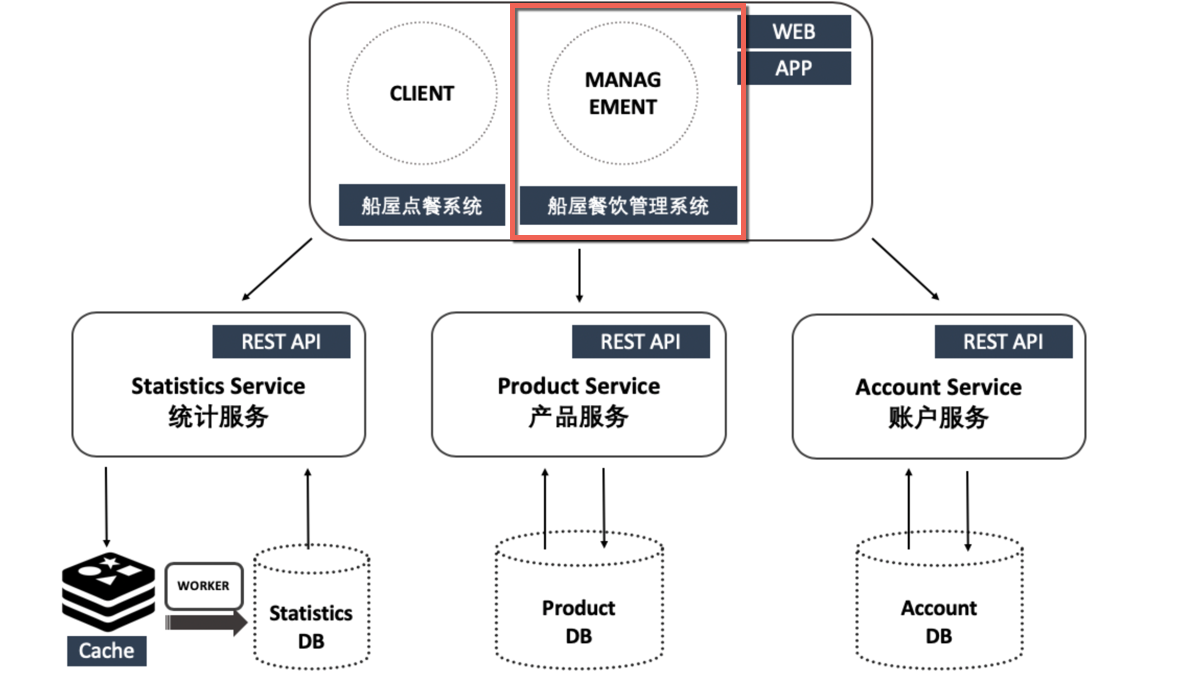 WEB
APP
CLIENT
MANAG
EMENT
船屋点餐系统
船屋餐饮管理系统
REST API
Statistics Service
统计服务
REST API
Product Service
产品服务
REST API
Account Service
账户服务
Cache
WORKER
Statistics
DB
Product
DB
Account
DB